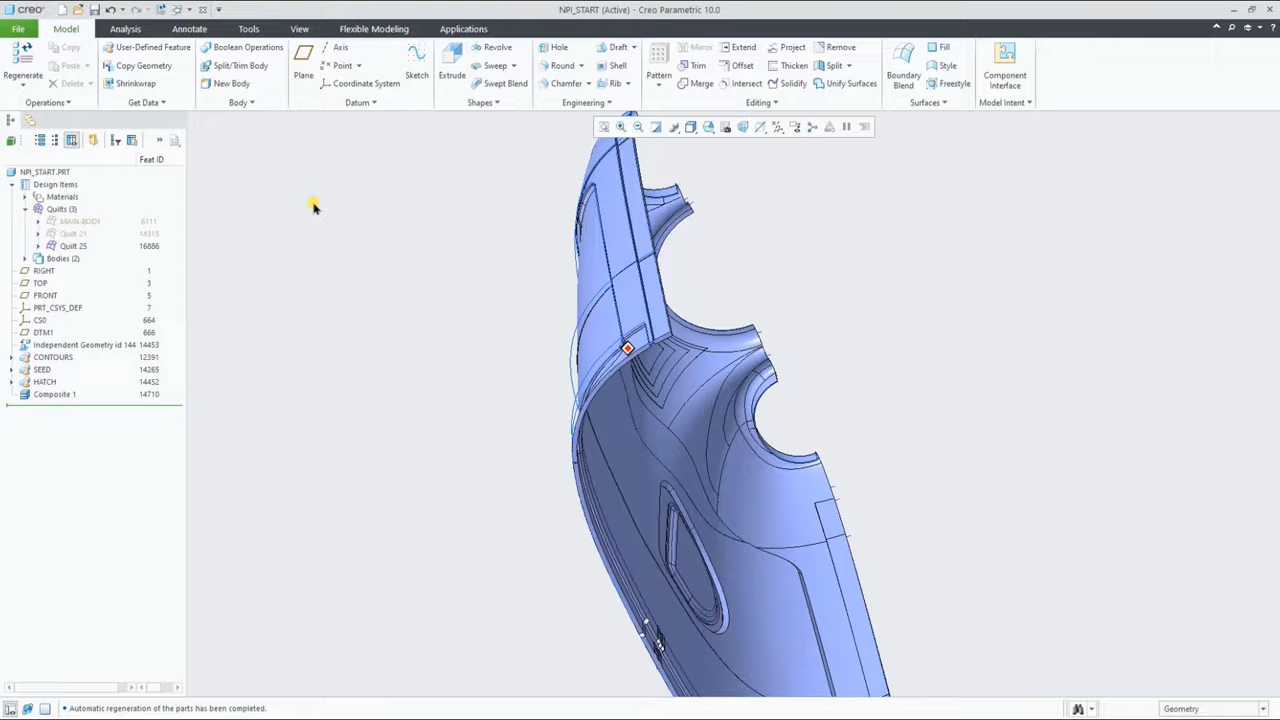 creo
NPI_START (Active) - Creo Parametric 10.0
File Model Analysis Annotate Tools View Flexible Modeling Applications
Regenerate
Copy
Paste
Delete
Operations
User-Defined Feature
Copy Geometry
Shrinkwrap
Get Data
Boolean Operations
Split/Trim Body
New Body
Body
Plane
Axis
Point
Coordinate System
Sketch
Datum
Extrude
Revolve
Sweep
Swept Blend
Shapes
Hole
Round
Chamfer
Draft
Shell
Rib
Engineering
Pattern
Mirror
Trim
Merge
Extend
Offset
Intersect
Project
Thicken
Solidify
Remove
Split
Unify Surfaces
Editing
Boundary
Blend
Fill
Style
Freestyle
Surfaces
Component
Interface
Model Intent
Feat ID
NPI_START.PRT
Design Items
Materials
Quilts (3)
MAIN-BODY 6111
Quilt 21 14315
Quilt 25 16886
Bodies (2)
RIGHT 1
TOP 3
FRONT 5
PRT_CSYS_DEF 7
CS0 664
DTM1 666
Independent Geometry id 144 14453
CONTOURS 12391
SEED 14265
HATCH 14452
Composite 1 14710
• Automatic regeneration of the parts has been completed.
Geometry